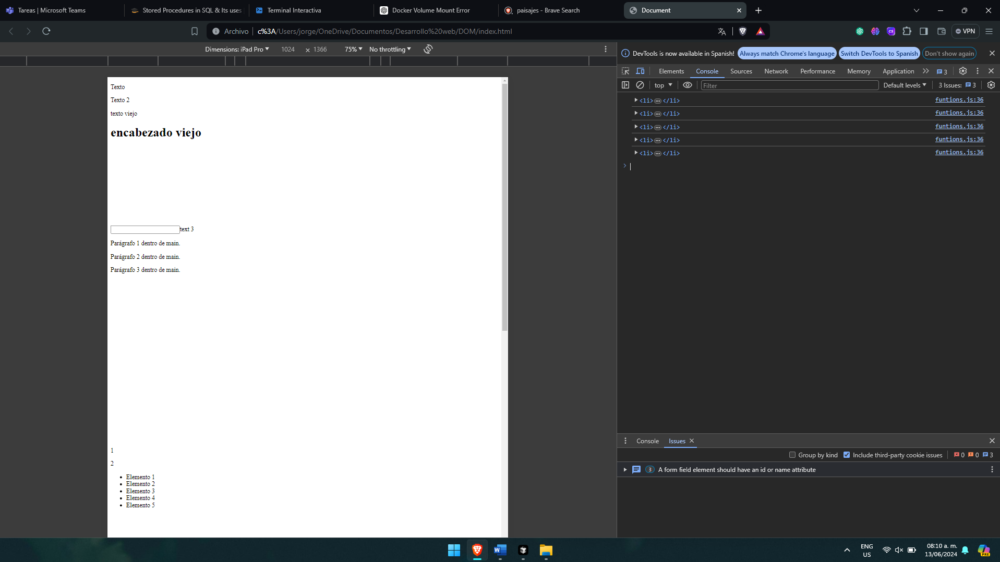 Tareas | Microsoft Teams
Stored Procedures in SQL & Its uses
Terminal Interactiva
Docker Volume Mount Error
paisajes - Brave Search
Document
Archivo
c%3A/Users/jorge/OneDrive/Documentos/Desarrollo%20web/DOM/index.html
VPN
Dimensions: iPad Pro 1024 × 1366 75% No throttling
DevTools is now available in Spanish! Always match Chrome's language Switch DevTools to Spanish Don't show again
Elements Console Sources Network Performance Memory Application 3
top Filter Default levels 3 Issues: 3
<li></li> funtions.js:36
<li></li> funtions.js:36
<li></li> funtions.js:36
<li></li> funtions.js:36
<li></li> funtions.js:36
Texto
Texto 2
texto viejo
encabezado viejo
text 3
Parágrafo 1 dentro de main.
Parágrafo 2 dentro de main.
Parágrafo 3 dentro de main.
1
2
Elemento 1
Elemento 2
Elemento 3
Elemento 4
Elemento 5
Console Issues
Group by kind Include third-party cookie issues 0 0 3
3 A form field element should have an id or name attribute
ENG
US
08:10 a. m.
13/06/2024
PRE